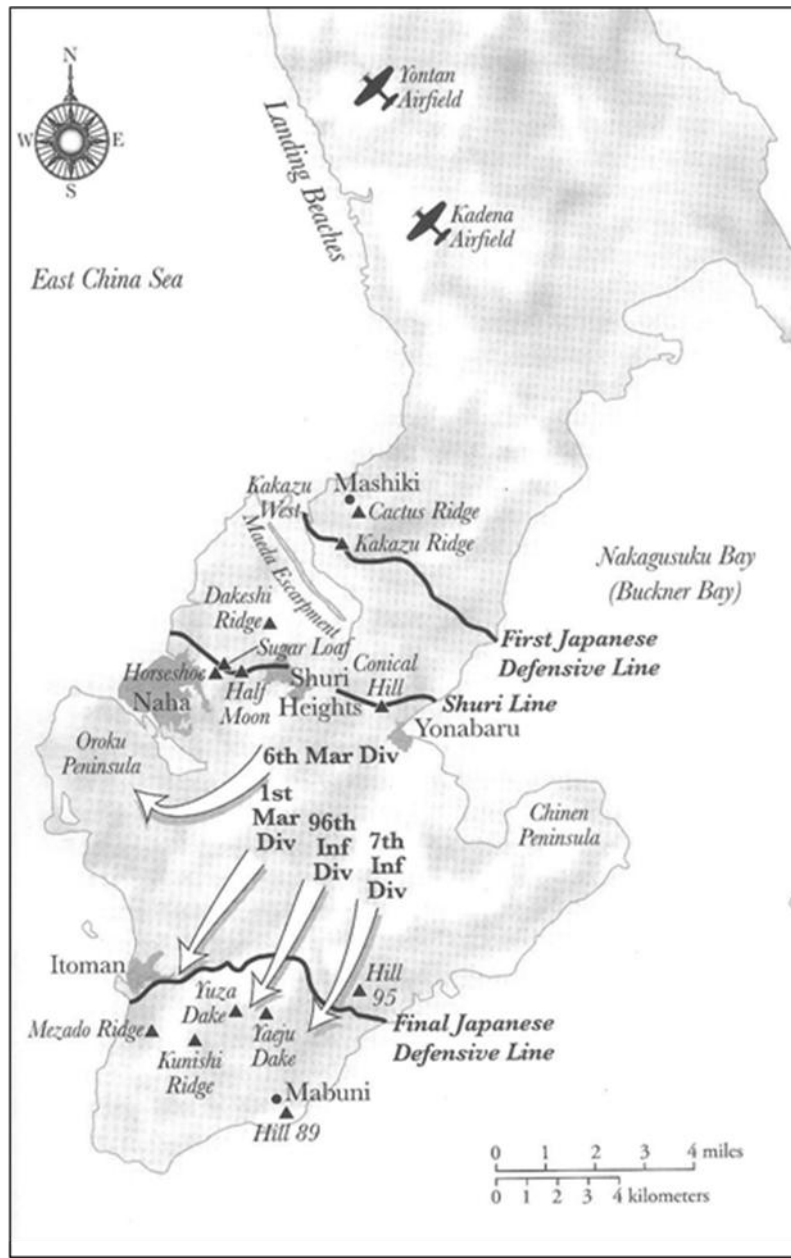 N
W
E
S
Yontan
Airfield
Landing Beaches
Kadena
Airfield
East China Sea
Kakazu
West
Mashiki
Cactus Ridge
Kakazu Ridge
Maeda Escarpment
Nakagusuku Bay
(Buckner Bay)
Dakeshi
Ridge
First Japanese
Defensive Line
Sugar Loaf
Horseshoe
Naha
Half
Moon
Shuri
Heights
Conical
Hill
Shuri Line
Yonabaru
Oroku
Peninsula
6th Mar Div
1st
Mar
Div
96th
Inf
Div
7th
Inf
Div
Chinen
Peninsula
Itoman
Hill
95
Yuza
Dake
Yaeju
Dake
Mezado Ridge
Kunishi
Ridge
Final Japanese
Defensive Line
Mabuni
Hill 89
0 1 2 3 4 miles
0 1 2 3 4 kilometers